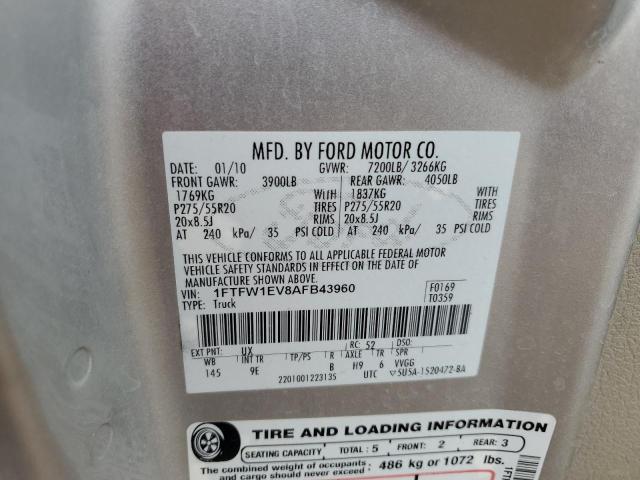 MFD. BY FORD MOTOR CO.
DATE: 01/10 GVWR: 7200LB/ 3266KG
FRONT GAWR: 3900LB REAR GAWR: 4050LB
1769KG WITH 1837KG WITH
P275/55R20 TIRES P275/55R20 TIRES
20x8.5J RIMS 20x8.5J RIMS
AT 240 kPa/ 35 PSI COLD AT 240 kPa/ 35 PSI COLD
THIS VEHICLE CONFORMS TO ALL APPLICABLE FEDERAL MOTOR
VEHICLE SAFETY STANDARDS IN EFFECT ON THE DATE OF
MANUFACTURE SHOWN ABOVE.
VIN: 1FTFW1EV8AFB43960 F0169
TYPE: Truck T0359
EXT PNT: UX RC: 52 DSO:
WB INT TR TP/PS R AXLE TR SPR
145 9E B H9 6 VVGG
2201001223135 UTC 5U5A-1520472-BA
TIRE AND LOADING INFORMATION
SEATING CAPACITY TOTAL: 5 FRONT: 2 REAR: 3
The combined weight of occupants
and cargo should never exceed 486 kg or 1072 lbs.